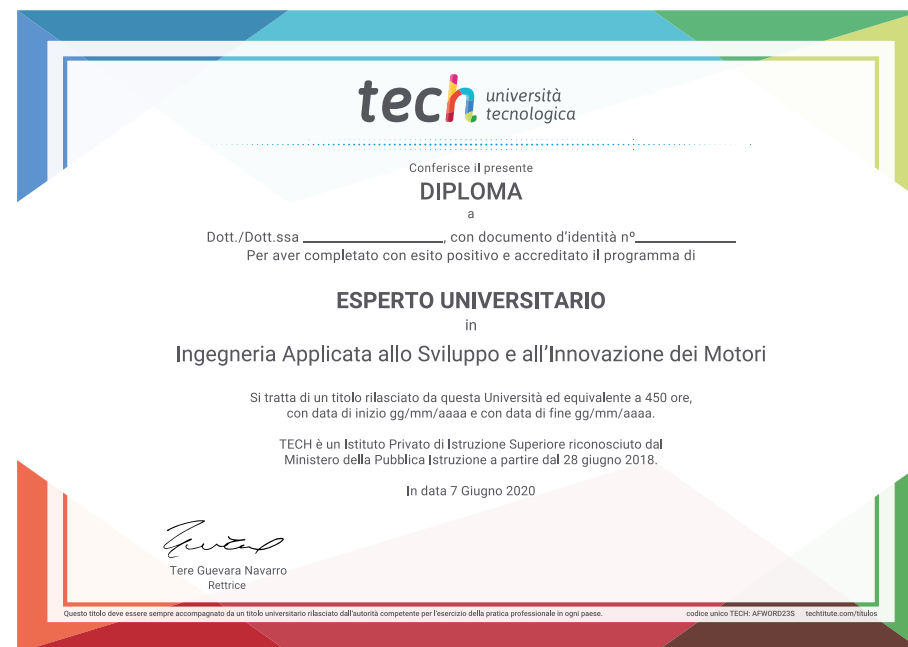 tech università
tecnologica
Conferisce il presente
DIPLOMA
a
Dott./Dott.ssa ________________, con documento d'identità nº____________
Per aver completato con esito positivo e accreditato il programma di
ESPERTO UNIVERSITARIO
in
Ingegneria Applicata allo Sviluppo e all'Innovazione dei Motori
Si tratta di un titolo rilasciato da questa Università ed equivalente a 450 ore,
con data di inizio gg/mm/aaaa e con data di fine gg/mm/aaaa.
TECH è un Istituto Privato di Istruzione Superiore riconosciuto dal
Ministero della Pubblica Istruzione a partire dal 28 giugno 2018.
In data 7 Giugno 2020
Tere Guevara Navarro
Rettrice
Questo titolo deve essere sempre accompagnato da un titolo universitario rilasciato dall'autorità competente per l'esercizio della pratica professionale in ogni paese. codice unico TECH: AFWORD23S techtitute.com/titulos